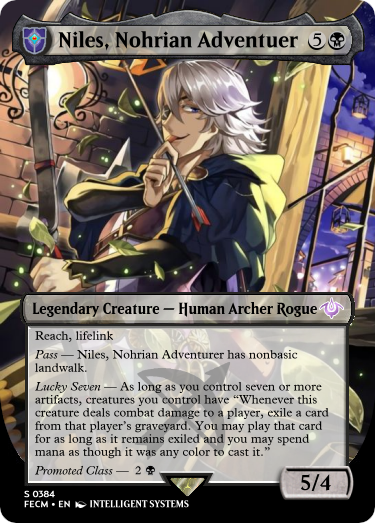 Niles, Nohrian Adventuer 5
Legendary Creature — Human Archer Rogue
Reach, lifelink
Pass — Niles, Nohrian Adventurer has nonbasic
landwalk.
Lucky Seven — As long as you control seven or more
artifacts, creatures you control have “Whenever this
creature deals combat damage to a player, exile a card
from that player's graveyard. You may play that card
for as long as it remains exiled and you may spend
mana as though it was any color to cast it.”
Promoted Class — 2
5/4
S 0384
FECM • EN INTELLIGENT SYSTEMS